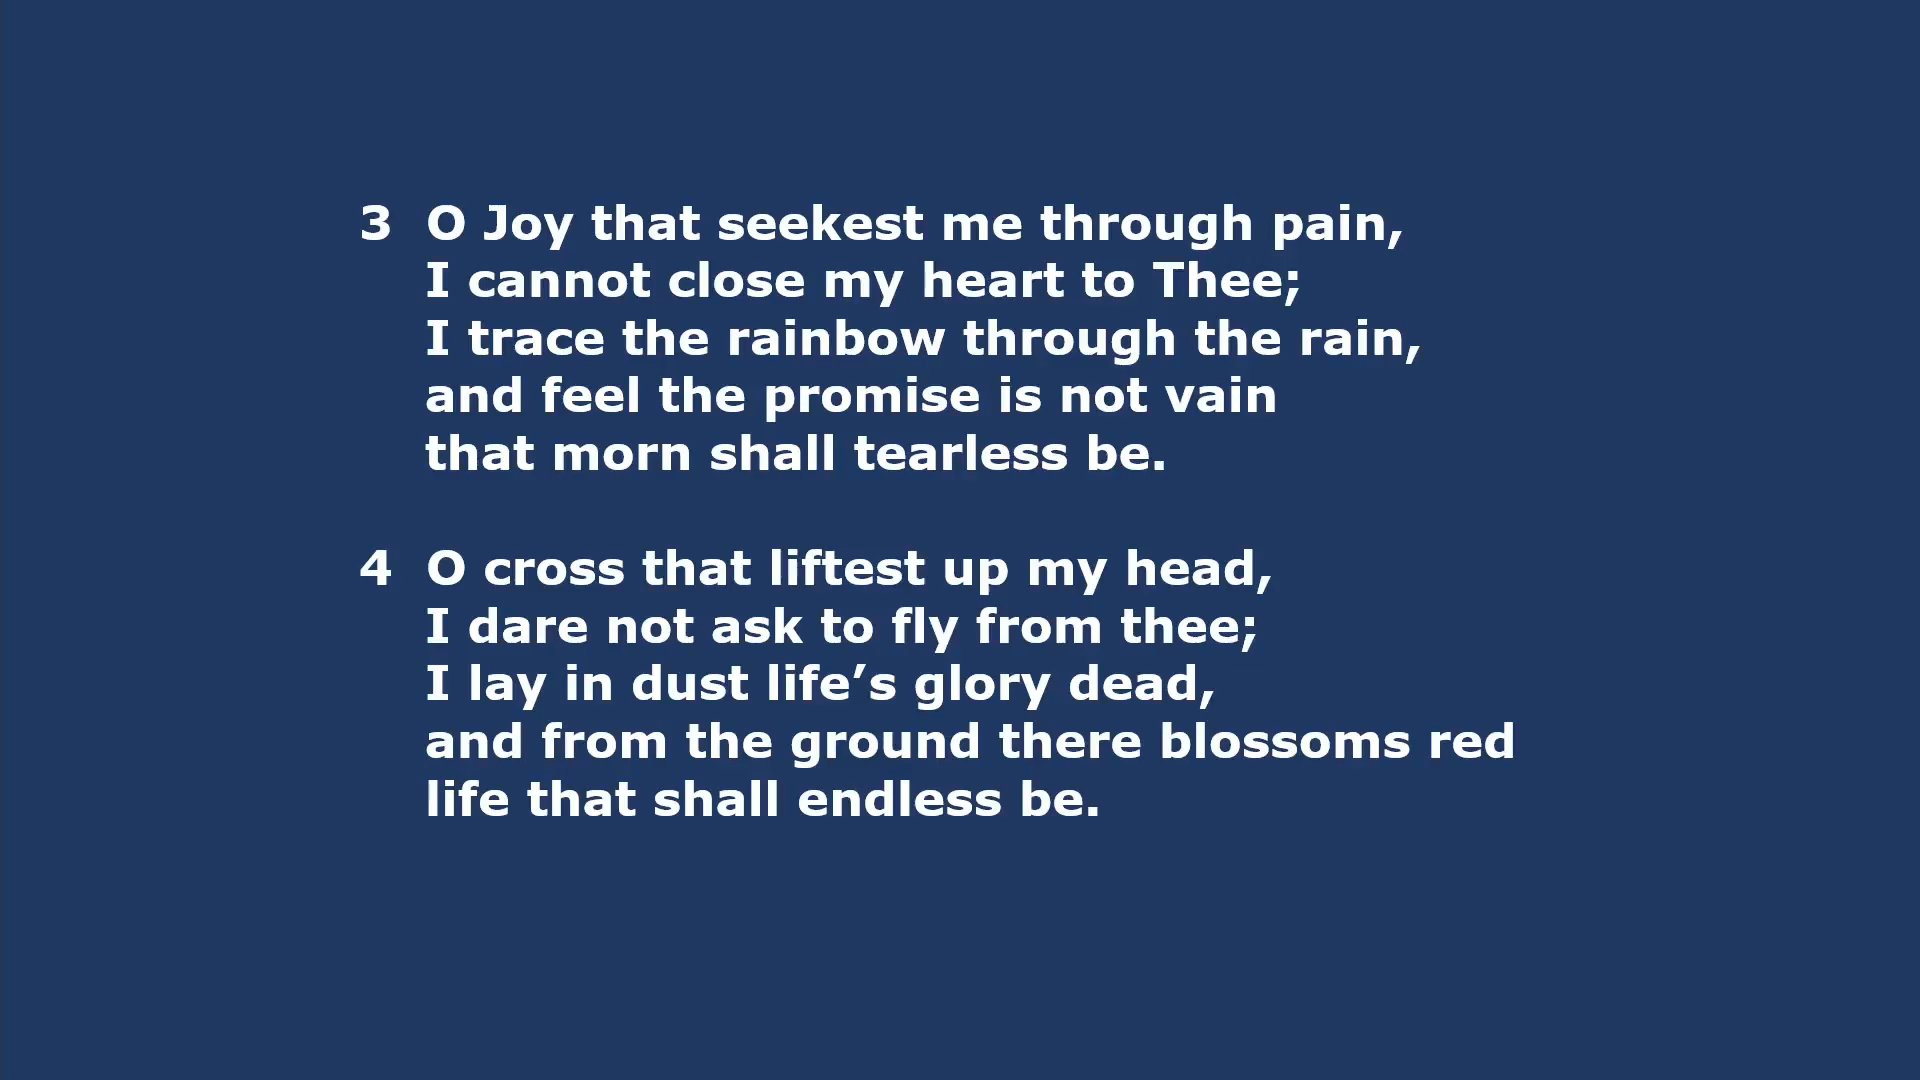 3 O Joy that seekest me through pain,
I cannot close my heart to Thee;
I trace the rainbow through the rain,
and feel the promise is not vain
that morn shall tearless be.
4 O cross that liftest up my head,
I dare not ask to fly from thee;
I lay in dust life’s glory dead,
and from the ground there blossoms red
life that shall endless be.